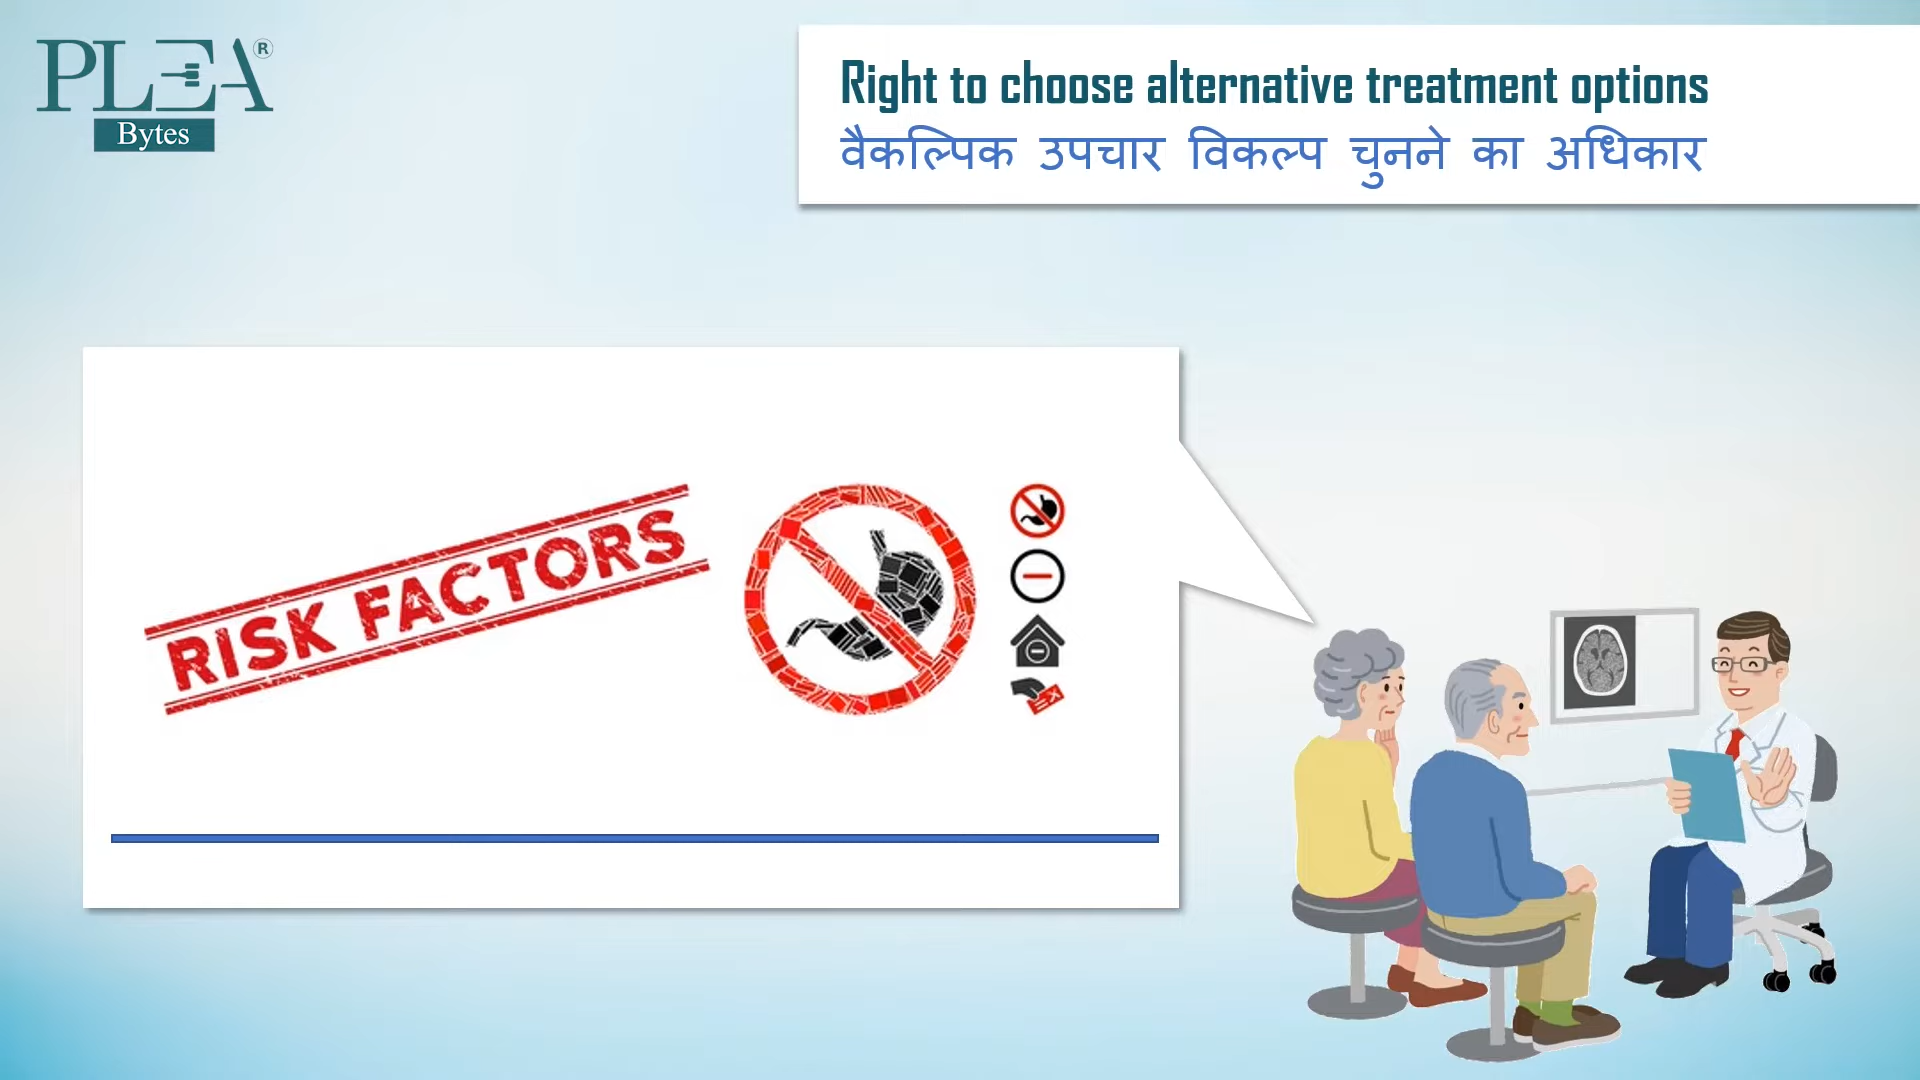 PLEA®
Bytes
Right to choose alternative treatment options
वैकल्पिक उपचार विकल्प चुनने का अधिकार
RISK FACTORS